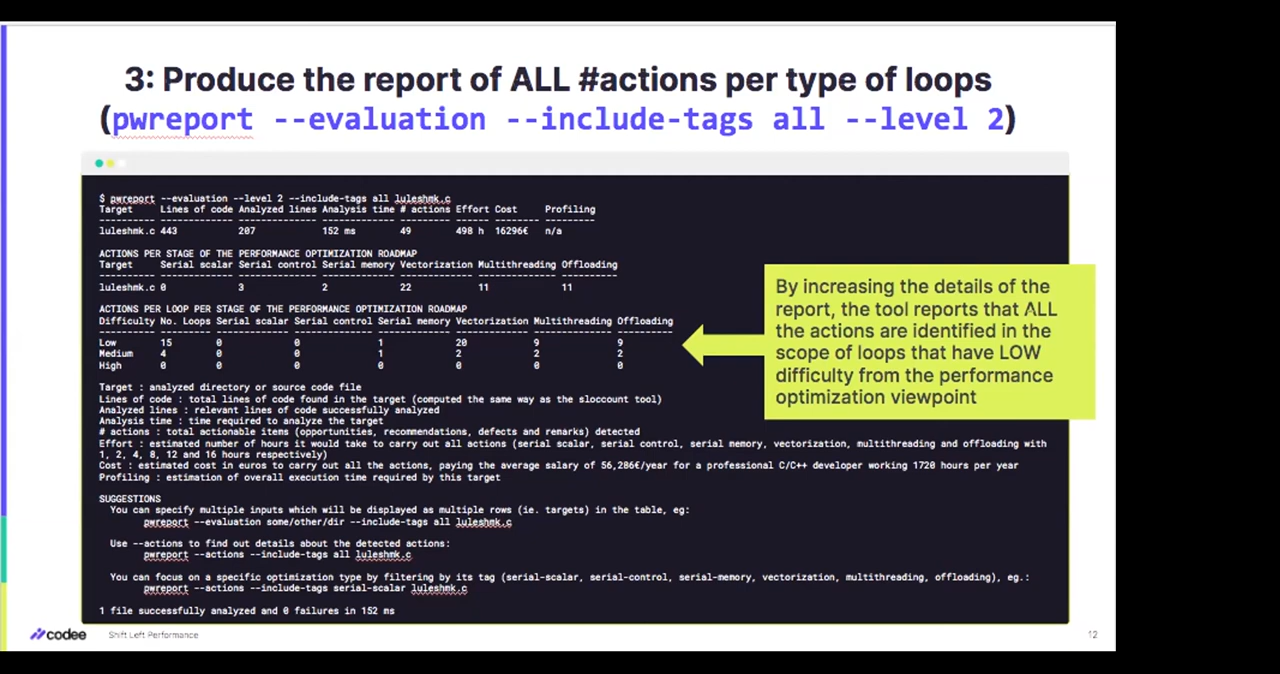 3: Produce the report of ALL #actions per type of loops
(pwreport --evaluation --include-tags all --level 2)
$ pwreport --evaluation --level 2 --include-tags all luleshmk.c
Target Lines of code Analyzed lines Analysis time # actions Effort Cost Profiling
luleshmk.c 443 207 152 ms 49 498 h 16296€ n/a
ACTIONS PER STAGE OF THE PERFORMANCE OPTIMIZATION ROADMAP
Target Serial scalar Serial control Serial memory Vectorization Multithreading Offloading
luleshmk.c 0 3 2 22 11 11
ACTIONS PER LOOP PER STAGE OF THE PERFORMANCE OPTIMIZATION ROADMAP
Difficulty No. Loops Serial scalar Serial control Serial memory Vectorization Multithreading Offloading
Low 15 0 0 1 20 9 9
Medium 4 0 0 1 2 2 2
High 0 0 0 0 0 0 0
Target : analyzed directory or source code file
Lines of code : total lines of code found in the target (computed the same way as the sloccount tool)
Analyzed lines : relevant lines of code successfully analyzed
Analysis time : time required to analyze the target
# actions : total actionable items (opportunities, recommendations, defects and remarks) detected
Effort : estimated number of hours it would take to carry out all actions (serial scalar, serial control, serial memory, vectorization, multithreading and offloading with
1, 2, 4, 8, 12 and 16 hours respectively)
Cost : estimated cost in euros to carry out all the actions, paying the average salary of 56,286€/year for a professional C/C++ developer working 1720 hours per year
Profiling : estimation of overall execution time required by this target
SUGGESTIONS
You can specify multiple inputs which will be displayed as multiple rows (ie. targets) in the table, eg:
pwreport --evaluation some/other/dir --include-tags all luleshmk.c
Use --actions to find out details about the detected actions:
pwreport --actions --include-tags all luleshmk.c
You can focus on a specific optimization type by filtering by its tag (serial-scalar, serial-control, serial-memory, vectorization, multithreading, offloading), eg.:
pwreport --actions --include-tags serial-scalar luleshmk.c
1 file successfully analyzed and 0 failures in 152 ms
By increasing the details of the
report, the tool reports that ALL
the actions are identified in the
scope of loops that have LOW
difficulty from the performance
optimization viewpoint
codee
Shift Left Performance
12